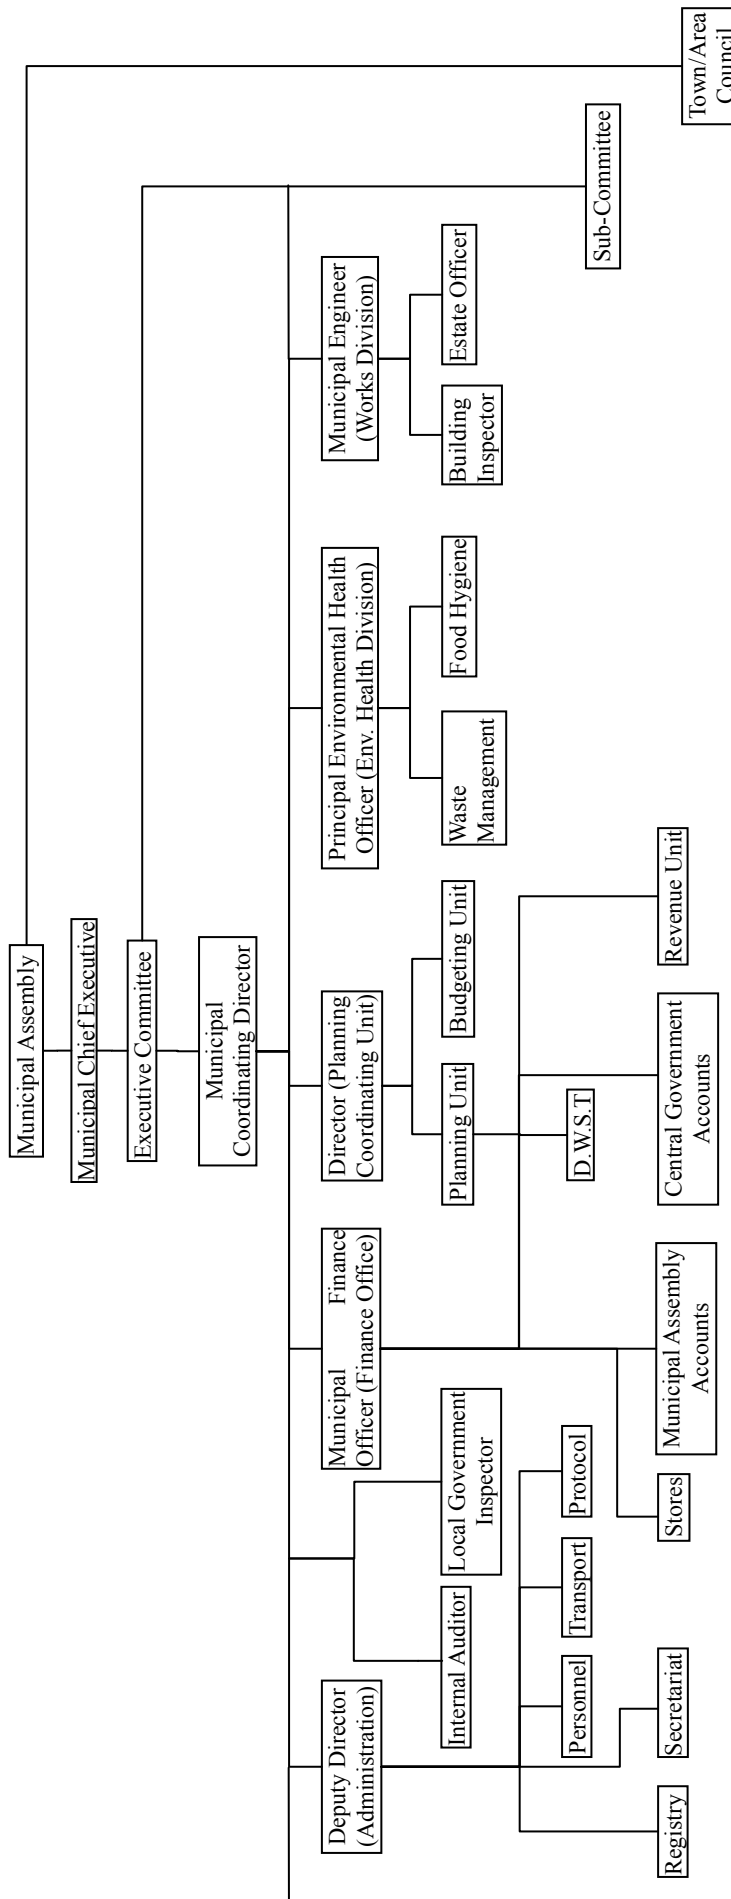 Municipal Assembly
Municipal Chief Executive
Executive Committee
Municipal
Coordinating Director
Deputy Director
(Administration)
Municipal Finance
Officer (Finance Office)
Director (Planning
Coordinating Unit)
Principal Environmental Health
Officer (Env. Health Division)
Municipal Engineer
(Works Division)
Internal Auditor
Local Government
Inspector
Planning Unit
Budgeting Unit
Waste
Management
Food Hygiene
Building
Inspector
Estate Officer
Personnel
Transport
Protocol
D.W.S.T
Sub-Committee
Registry
Secretariat
Stores
Municipal Assembly
Accounts
Central Government
Accounts
Revenue Unit
Town/Area
Council